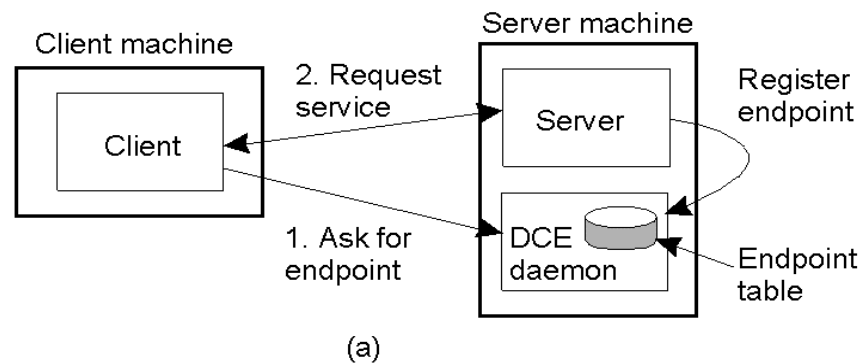 Client machine
Server machine
2. Request
service
Register
endpoint
Client
Server
1. Ask for
endpoint
DCE
daemon
Endpoint
table
(a)